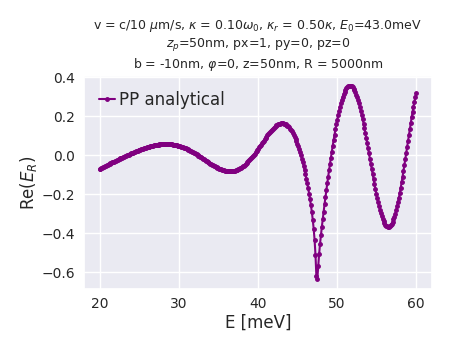 v = c/10 μm/s, κ = 0.10ω₀, κᵣ = 0.50κ, E₀=43.0meV
zₚ=50nm, px=1, py=0, pz=0
b = -10nm, φ=0, z=50nm, R = 5000nm
PP analytical
Re(E_R)
0.4
0.2
0.0
−0.2
−0.4
−0.6
20 30 40 50 60
E [meV]